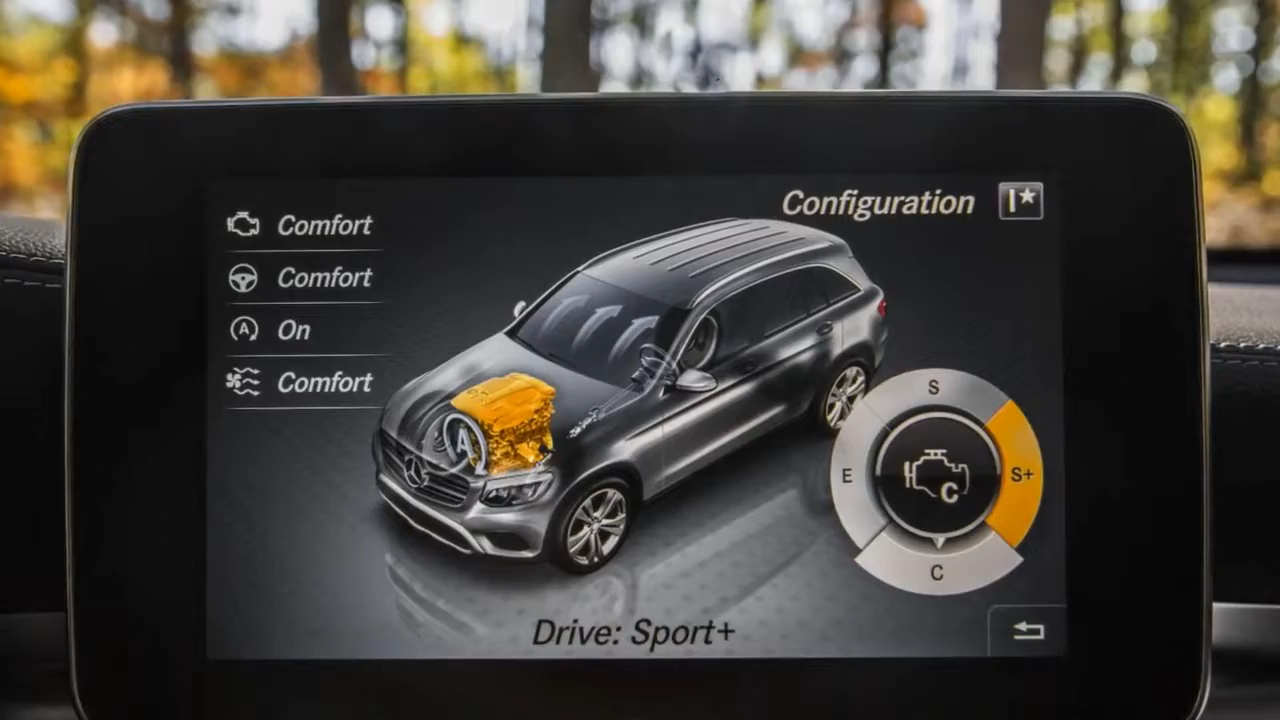 Configuration
I★
Comfort
Comfort
A On
Comfort
A
S
E
S+
C
C
Drive: Sport+